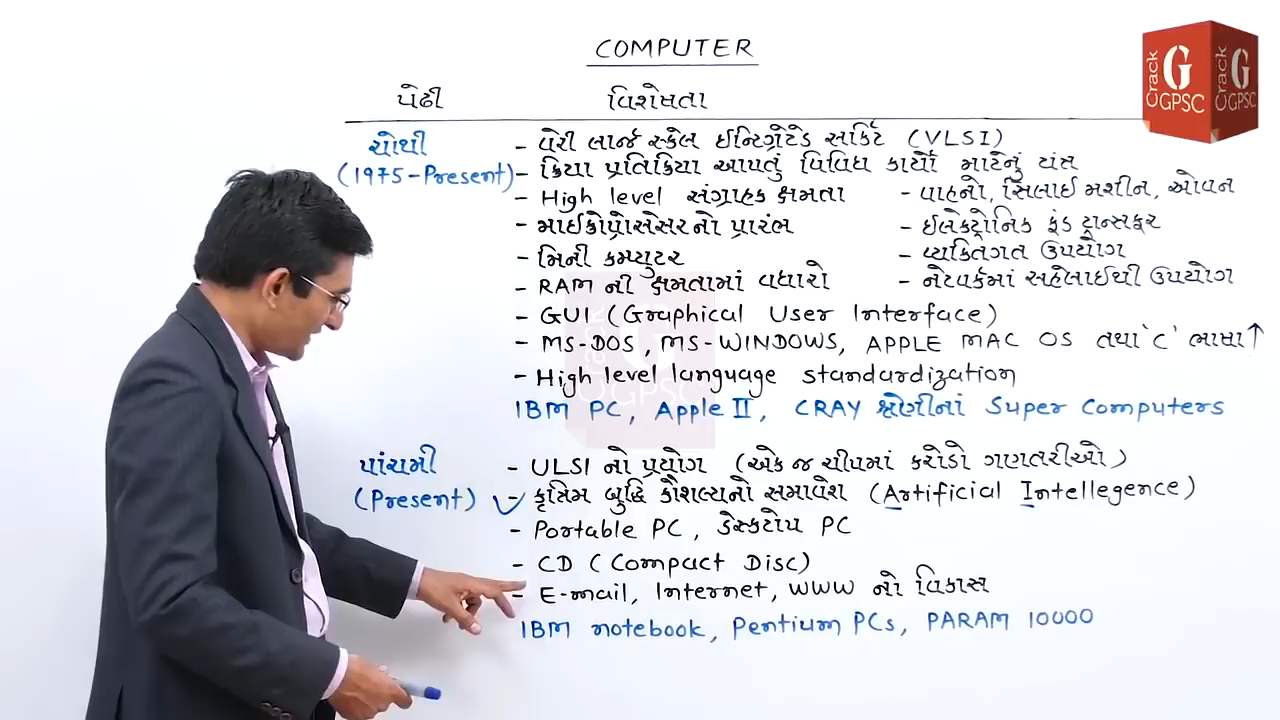 COMPUTER
Crack GPSC
Crack GPSC
પેઢી વિશેષતા
ચોથી - વેરી લાર્જ સ્કેલ ઈન્ટિગ્રેટેડ સર્કિટ (VLSI)
(1975-Present) - ક્રિયા પ્રતિક્રિયા આપતું વિવિધ કાર્યો માટેનું યંત્ર
- High level સંગ્રાહક ક્ષમતા - વાહનો, સિલાઈ મશીન, ઓવન
- માઈક્રોપ્રોસેસરનો પ્રારંભ - ઈલેક્ટ્રોનિક ફંડ ટ્રાન્સફર
- મિની કમ્પ્યુટર - વ્યક્તિગત ઉપયોગ
- RAM ની ક્ષમતામાં વધારો - નેટવર્કમાં સહેલાઈથી ઉપયોગ
- GUI (Graphical User Interface)
- MS-DOS, MS-WINDOWS, APPLE MAC OS તથા 'C' ભાષા ↑
- High level language standardization
IBM PC, Apple II, CRAY શ્રેણીનાં Super Computers
પાંચમી - ULSI નો પ્રયોગ (એક જ ચીપમાં કરોડો ગણતરીઓ)
(Present) - કૃત્રિમ બુદ્ધિ કૌશલ્યનો સમાવેશ (Artificial Intellegence)
- Portable PC, ડેસ્કટોપ PC
- CD (Compact Disc)
- E-mail, Internet, WWW નો વિકાસ
IBM notebook, Pentium PCs, PARAM 10000